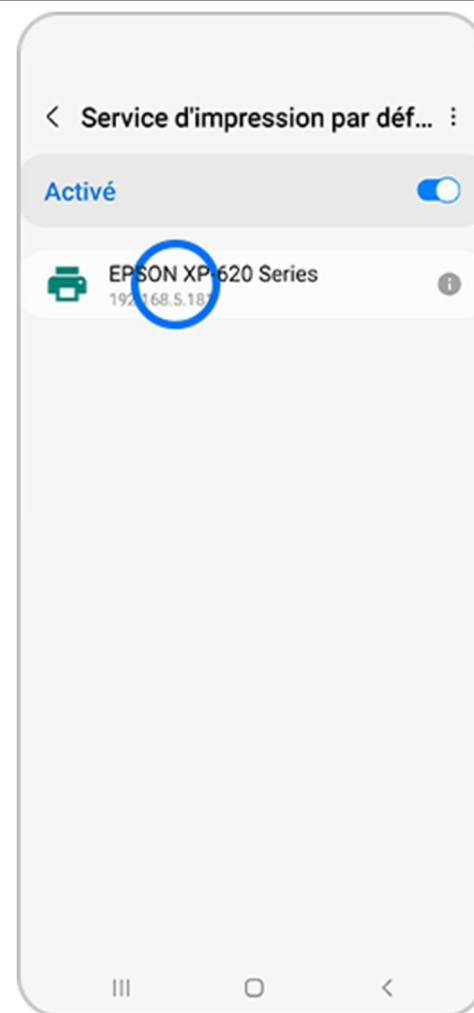 Service d'impression par déf...
Activé
EPSON XP-620 Series
192.168.5.181